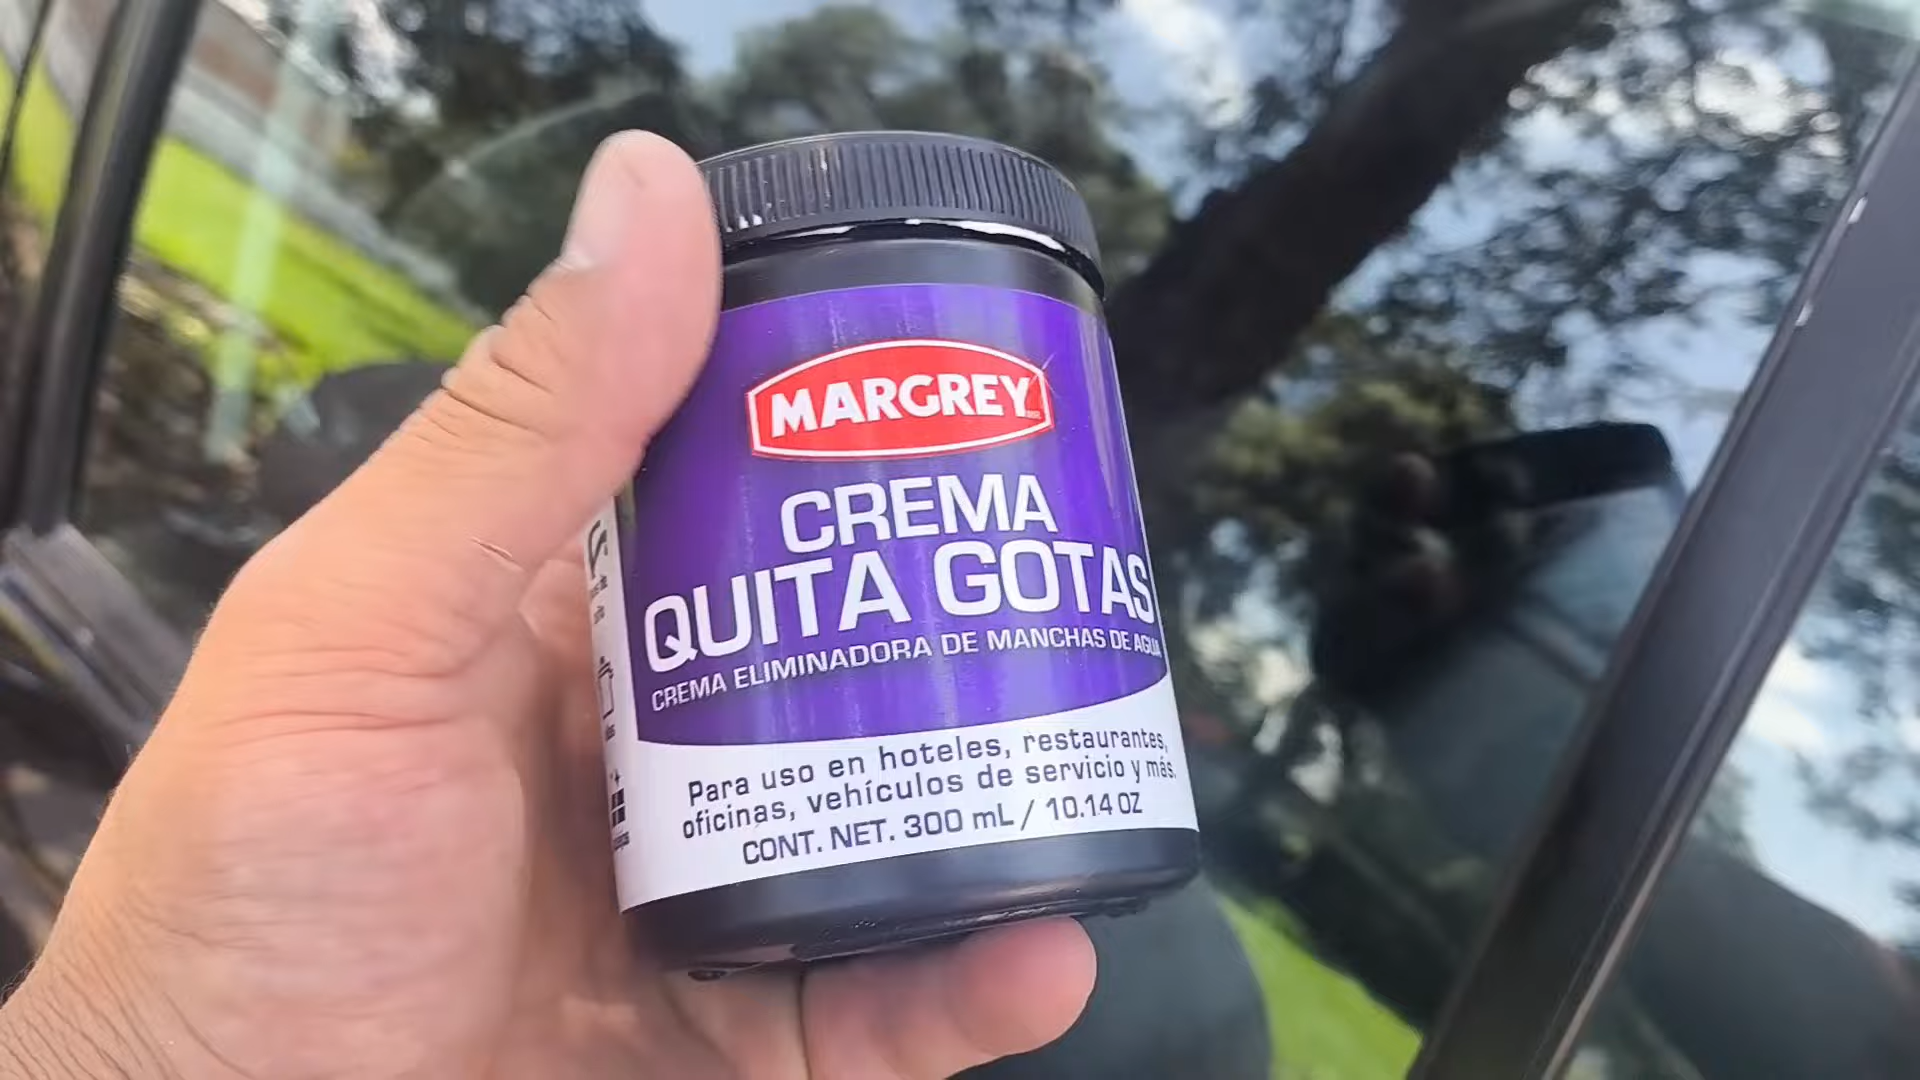 MARGREY
CREMA
QUITA GOTAS
CREMA ELIMINADORA DE MANCHAS DE AGUA
Para uso en hoteles, restaurantes,
oficinas, vehículos de servicio y más.
CONT. NET. 300 mL / 10.14 OZ